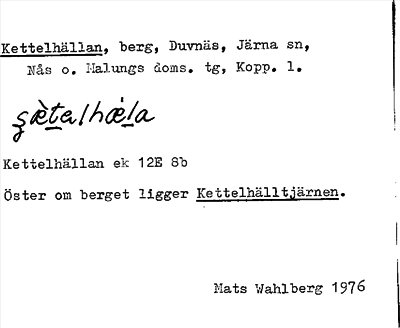 Kettelhällan, berg, Duvnäs, Järna sn,
Nås o. Malungs doms. tg, Kopp. l.
Kettelhällan ek 12E 8b
Öster om berget ligger Kettelhälltjärnen.
Mats Wahlberg 1976